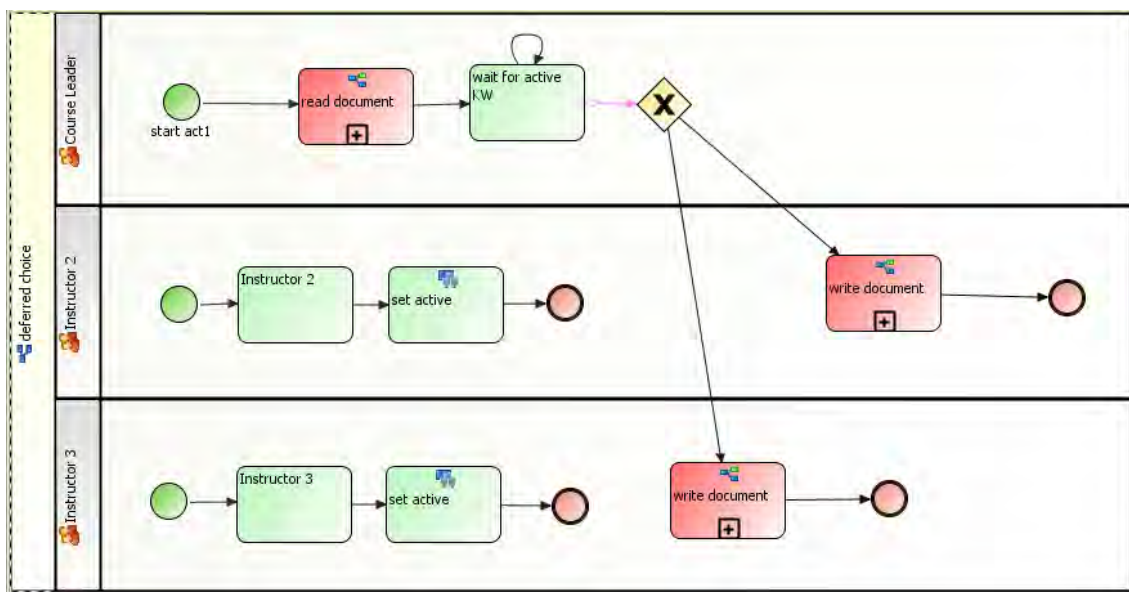 deferred choice
Course Leader
start act1
read document
wait for active
KW
Instructor 2
Instructor 2
set active
write document
Instructor 3
Instructor 3
set active
write document